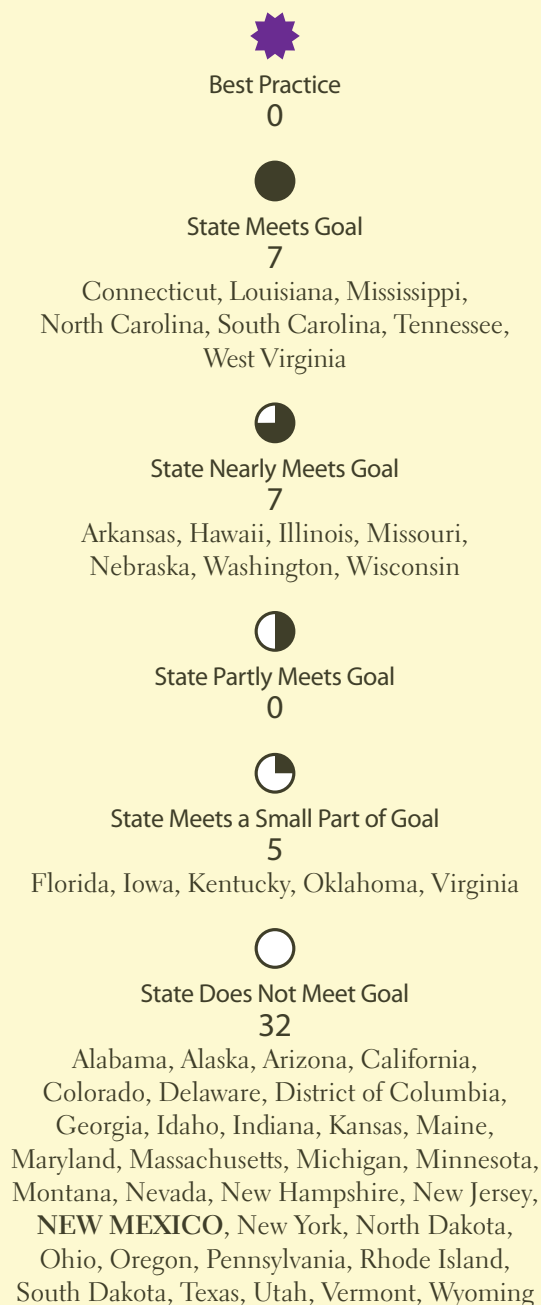 Best Practice
0
State Meets Goal
7
Connecticut, Louisiana, Mississippi,
North Carolina, South Carolina, Tennessee,
West Virginia
State Nearly Meets Goal
7
Arkansas, Hawaii, Illinois, Missouri,
Nebraska, Washington, Wisconsin
State Partly Meets Goal
0
State Meets a Small Part of Goal
5
Florida, Iowa, Kentucky, Oklahoma, Virginia
State Does Not Meet Goal
32
Alabama, Alaska, Arizona, California,
Colorado, Delaware, District of Columbia,
Georgia, Idaho, Indiana, Kansas, Maine,
Maryland, Massachusetts, Michigan, Minnesota,
Montana, Nevada, New Hampshire, New Jersey,
NEW MEXICO, New York, North Dakota,
Ohio, Oregon, Pennsylvania, Rhode Island,
South Dakota, Texas, Utah, Vermont, Wyoming